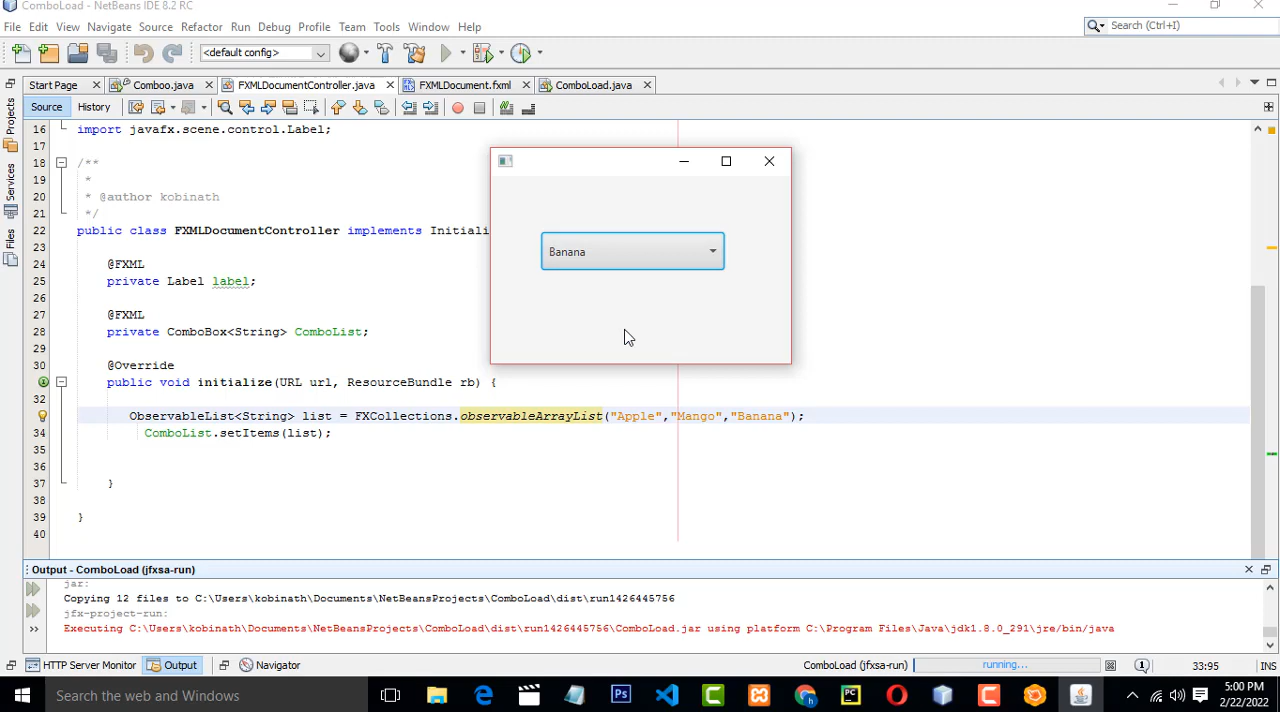 ComboLoad - NetBeans IDE 8.2 RC
File Edit View Navigate Source Refactor Run Debug Profile Team Tools Window Help
Search (Ctrl+I)
<default config>
Start Page
Comboo.java
FXMLDocumentController.java
FXMLDocument.fxml
ComboLoad.java
Source History
Projects
Services
Files
16 import javafx.scene.control.Label;
17
18 /**
19 *
20 * @author kobinath
21 */
22 public class FXMLDocumentController implements Initiali
23
24 @FXML
25 private Label label;
26
27 @FXML
28 private ComboBox<String> ComboList;
29
30 @Override
public void initialize(URL url, ResourceBundle rb) {
32
ObservableList<String> list = FXCollections.observableArrayList("Apple","Mango","Banana");
34 ComboList.setItems(list);
35
36
37 }
38
39 }
40
Banana
Output - ComboLoad (jfxsa-run)
jar:
Copying 12 files to C:\Users\kobinath\Documents\NetBeansProjects\ComboLoad\dist\run1426445756
jfx-project-run:
Executing C:\Users\kobinath\Documents\NetBeansProjects\ComboLoad\dist\run1426445756\ComboLoad.jar using platform C:\Program Files\Java\jdk1.8.0_291\jre/bin/java
HTTP Server Monitor Output Navigator
ComboLoad (jfxsa-run) running... 1 33:95 INS
Search the web and Windows
5:00 PM
2/22/2022